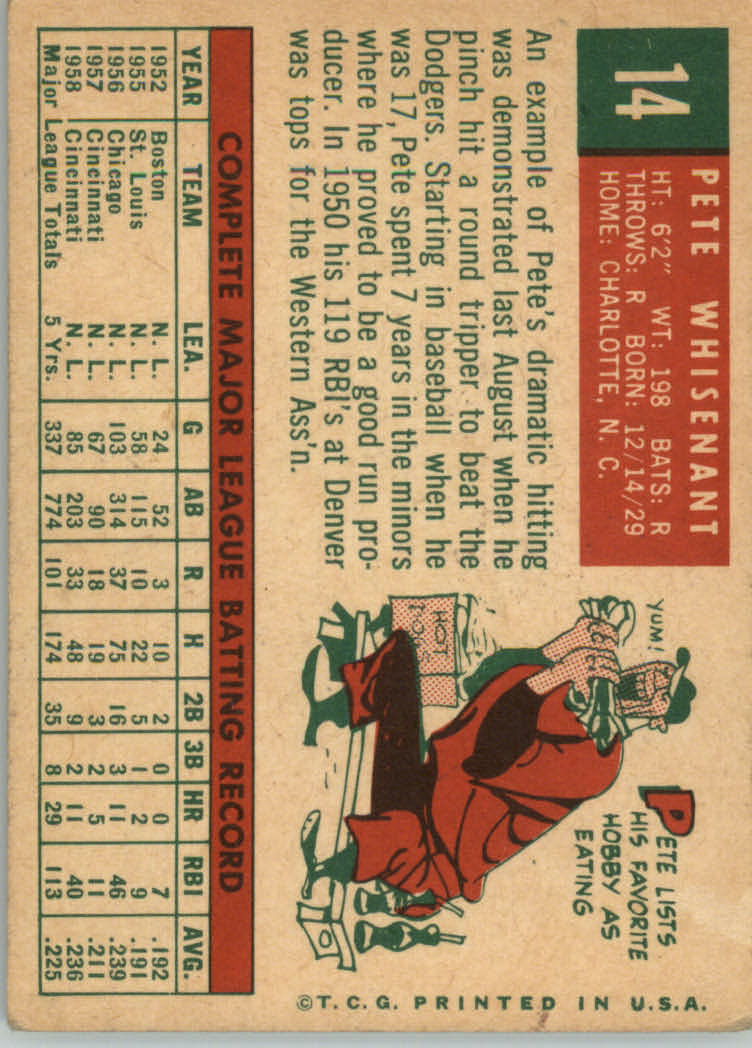 14
PETE WHISENANT
HT: 6'2" WT: 198 BATS: R
THROWS: R BORN: 12/14/29
HOME: CHARLOTTE, N. C.
An example of Pete's dramatic hitting
was demonstrated last August when he
pinch hit a round tripper to beat the
Dodgers. Starting in baseball when he
was 17, Pete spent 7 years in the minors
where he proved to be a good run pro-
ducer. In 1950 his 119 RBI's at Denver
was tops for the Western Ass'n.
PETE LISTS
HIS FAVORITE
HOBBY AS
EATING
YUM!
HOT
DOGS
COMPLETE MAJOR LEAGUE BATTING RECORD
YEAR TEAM LEA. G AB R H 2B 3B HR RBI AVG.
1952 Boston N. L. 24 52 3 10 2 0 0 7 .192
1955 St. Louis N. L. 58 115 10 22 5 1 2 9 .191
1956 Chicago N. L. 103 314 37 75 16 3 11 46 .239
1957 Cincinnati N. L. 67 90 18 19 3 2 5 11 .211
1958 Cincinnati N. L. 85 203 33 48 9 2 11 40 .236
Major League Totals 5 Yrs. 337 774 101 174 35 8 29 113 .225
©T.C.G. PRINTED IN U.S.A.